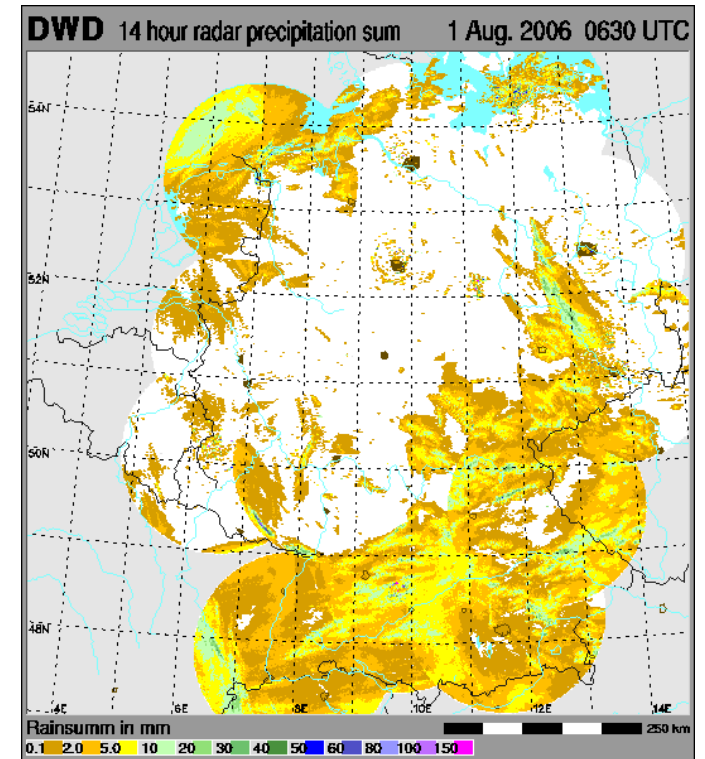 DWD 14 hour radar precipitation sum 1 Aug. 2006 0630 UTC
54N
52N
50N
48N
4E 6E 8E 10E 12E 14E
Rainsumm in mm 250 km
0.1 2.0 5.0 10 20 30 40 50 60 80 100 150